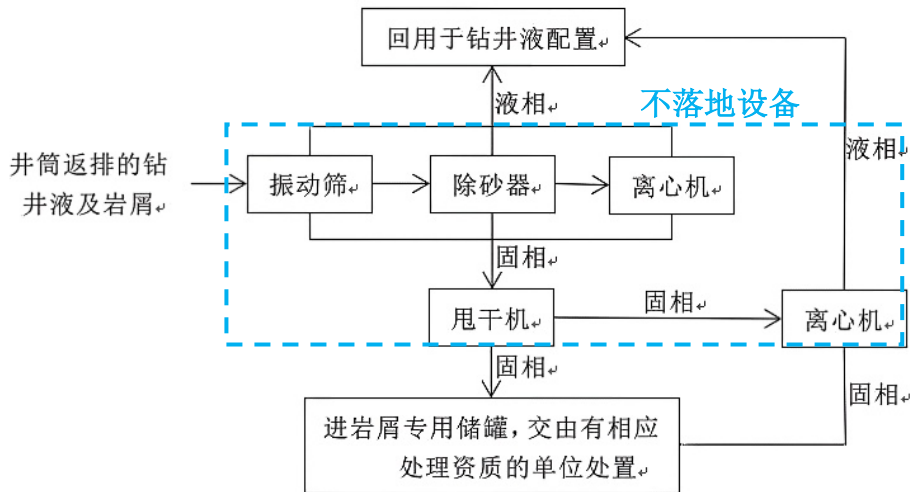 回用于钻井液配置
液相
不落地设备
井筒返排的钻
井液及岩屑
振动筛
除砂器
离心机
液相
固相
甩干机
固相
离心机
固相
固相
进岩屑专用储罐，交由有相应
处理资质的单位处置